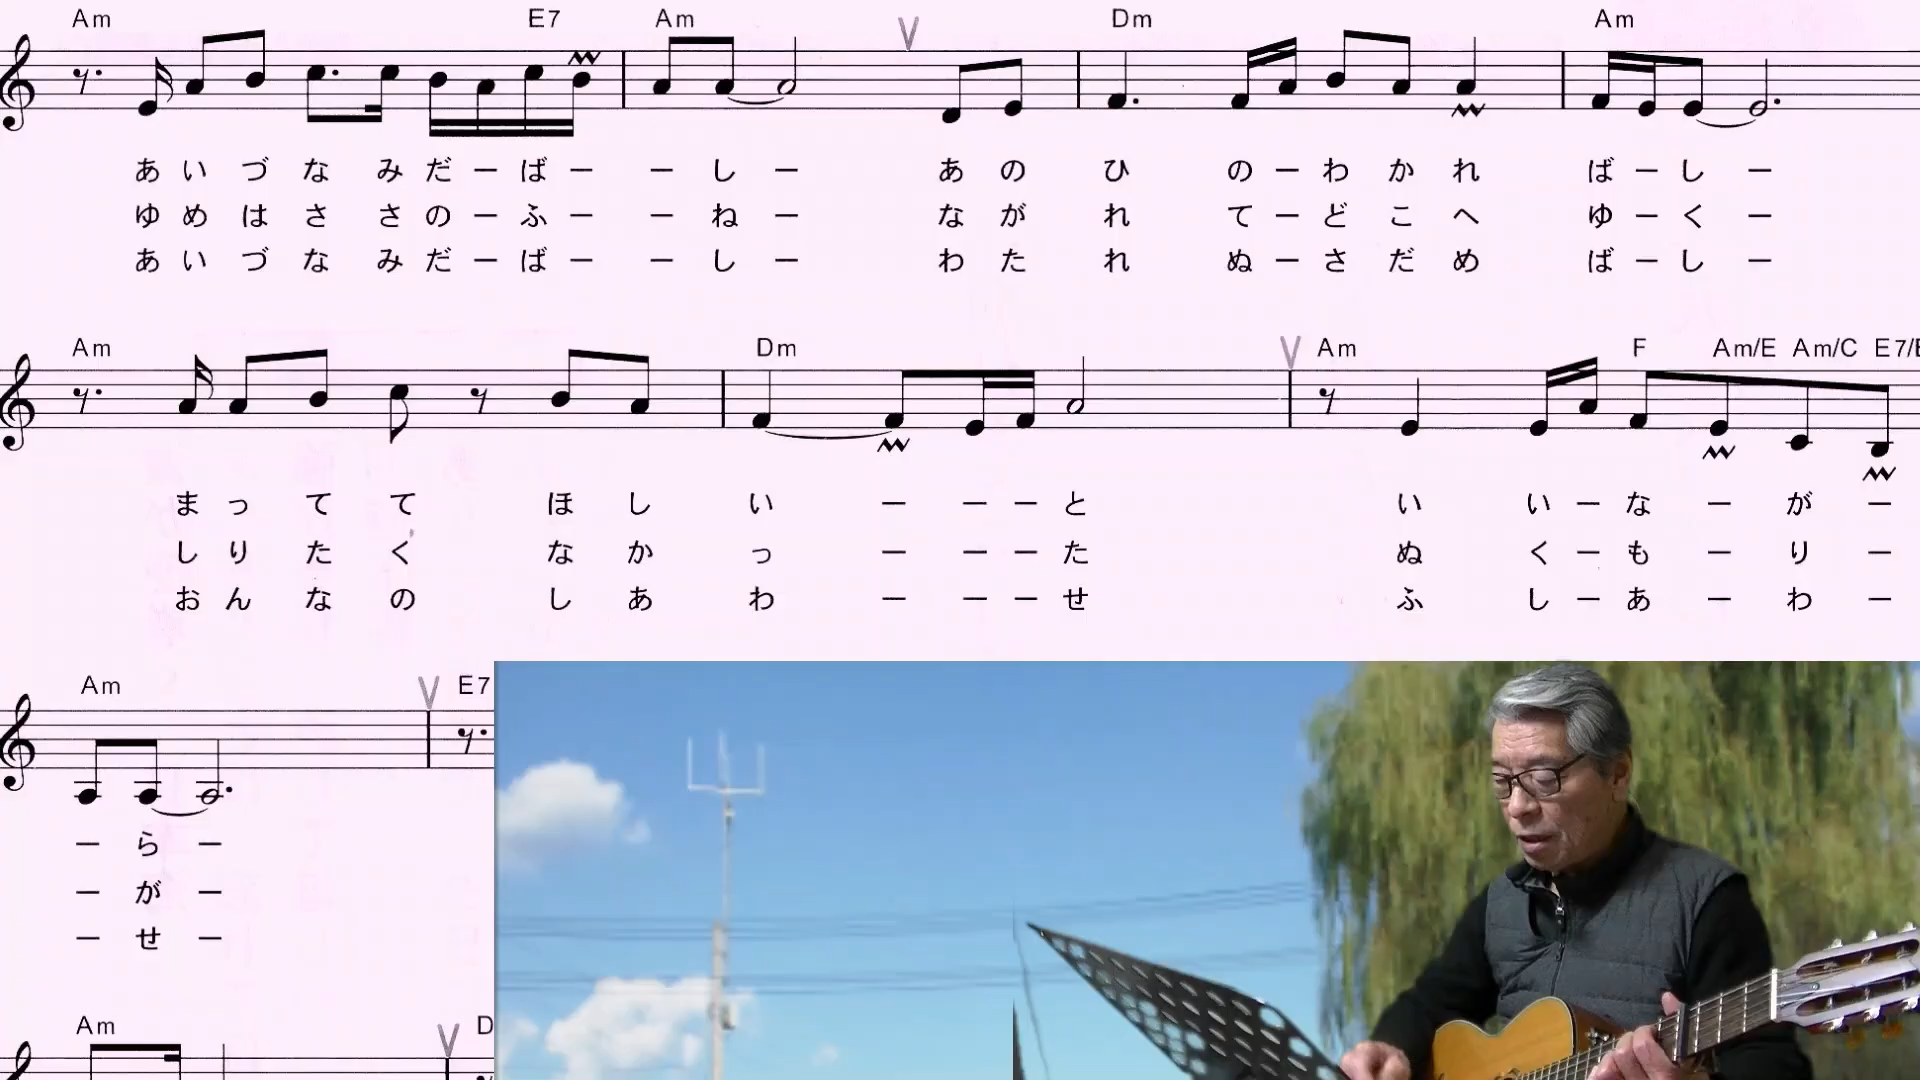 Am E7 Am V Dm Am
あいづなみだーばー ーしー あの ひ のーわかれ ばーしー
ゆめはささのーふー ーねー なが れ てーどこへ ゆーくー
あいづなみだーばー ーしー わた れ ぬーさだめ ばーしー
Am Dm V Am F Am/E Am/C E7/
まってて ほし い ーーーと い いーなーがー
しりたく なか っ ーーーた ぬ くーもーりー
おんなの しあ わ ーーーせ ふ しーあーわー
Am V E7
ーらー
ーがー
ーせー
Am V D